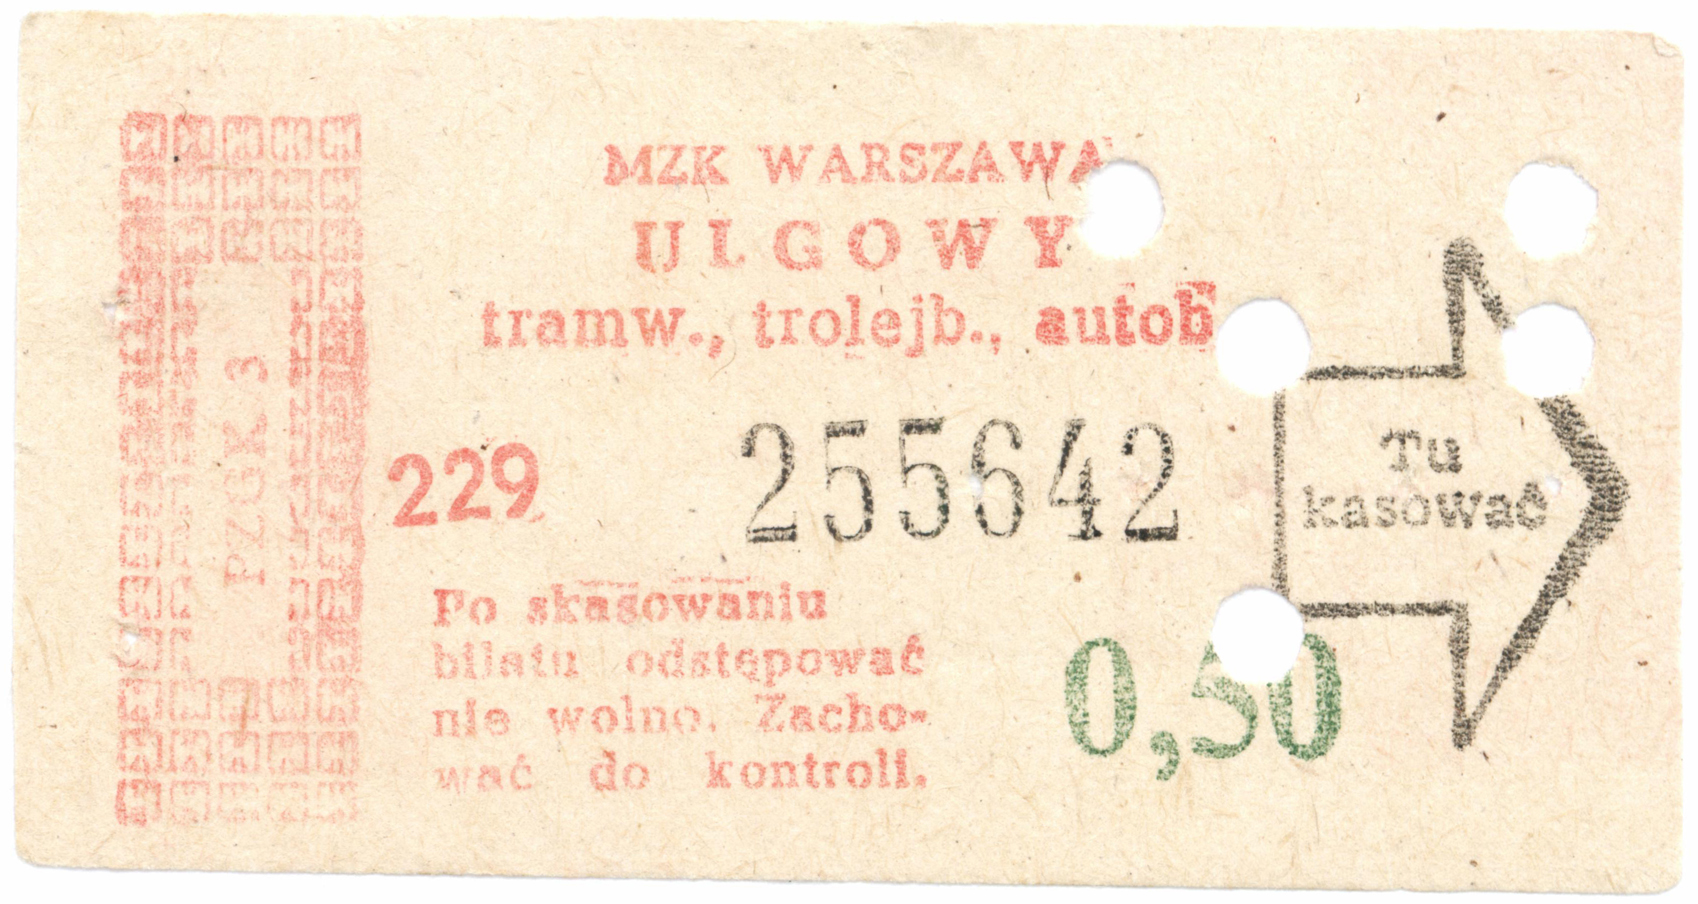 MZK WARSZAWA
ULGOWY
tramw., trolejb., autob
229
255642
Tu
kasować
Po skasowaniu
biletu odstępować
nie wolno. Zacho-
wać do kontroli.
0,50
PZGK 3